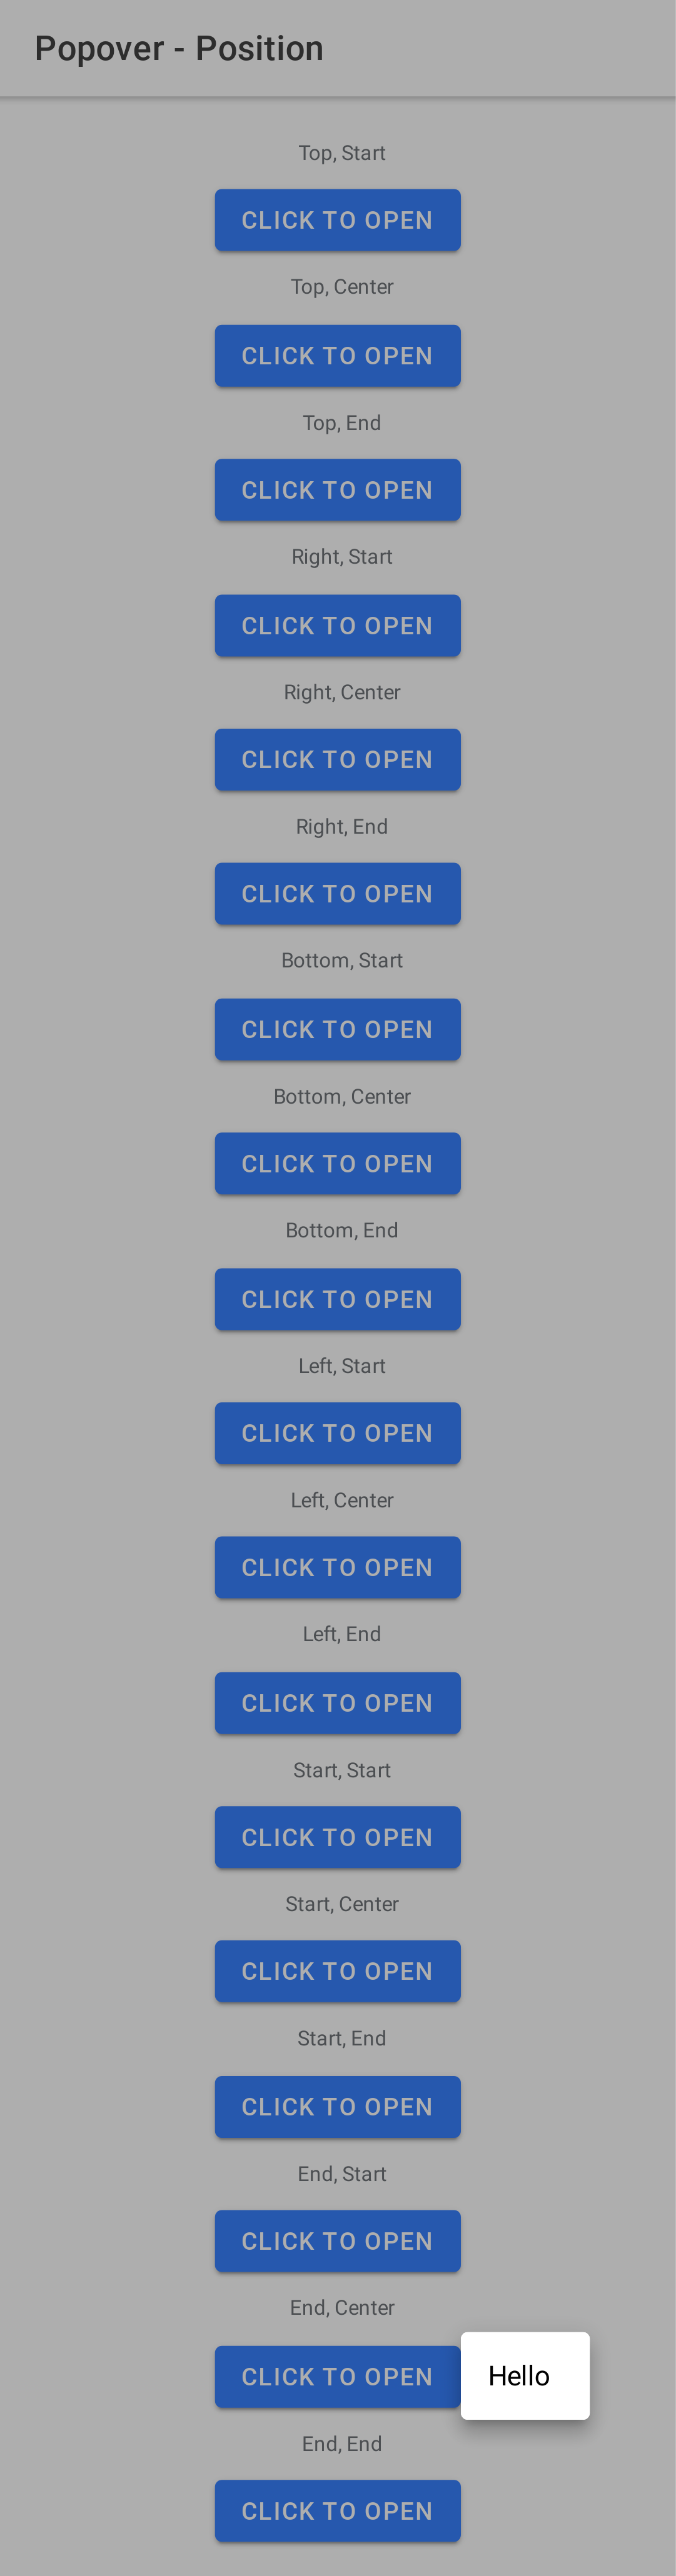 Popover - Position
Top, Start
CLICK TO OPEN
Top, Center
CLICK TO OPEN
Top, End
CLICK TO OPEN
Right, Start
CLICK TO OPEN
Right, Center
CLICK TO OPEN
Right, End
CLICK TO OPEN
Bottom, Start
CLICK TO OPEN
Bottom, Center
CLICK TO OPEN
Bottom, End
CLICK TO OPEN
Left, Start
CLICK TO OPEN
Left, Center
CLICK TO OPEN
Left, End
CLICK TO OPEN
Start, Start
CLICK TO OPEN
Start, Center
CLICK TO OPEN
Start, End
CLICK TO OPEN
End, Start
CLICK TO OPEN
End, Center
CLICK TO OPEN
Hello
End, End
CLICK TO OPEN